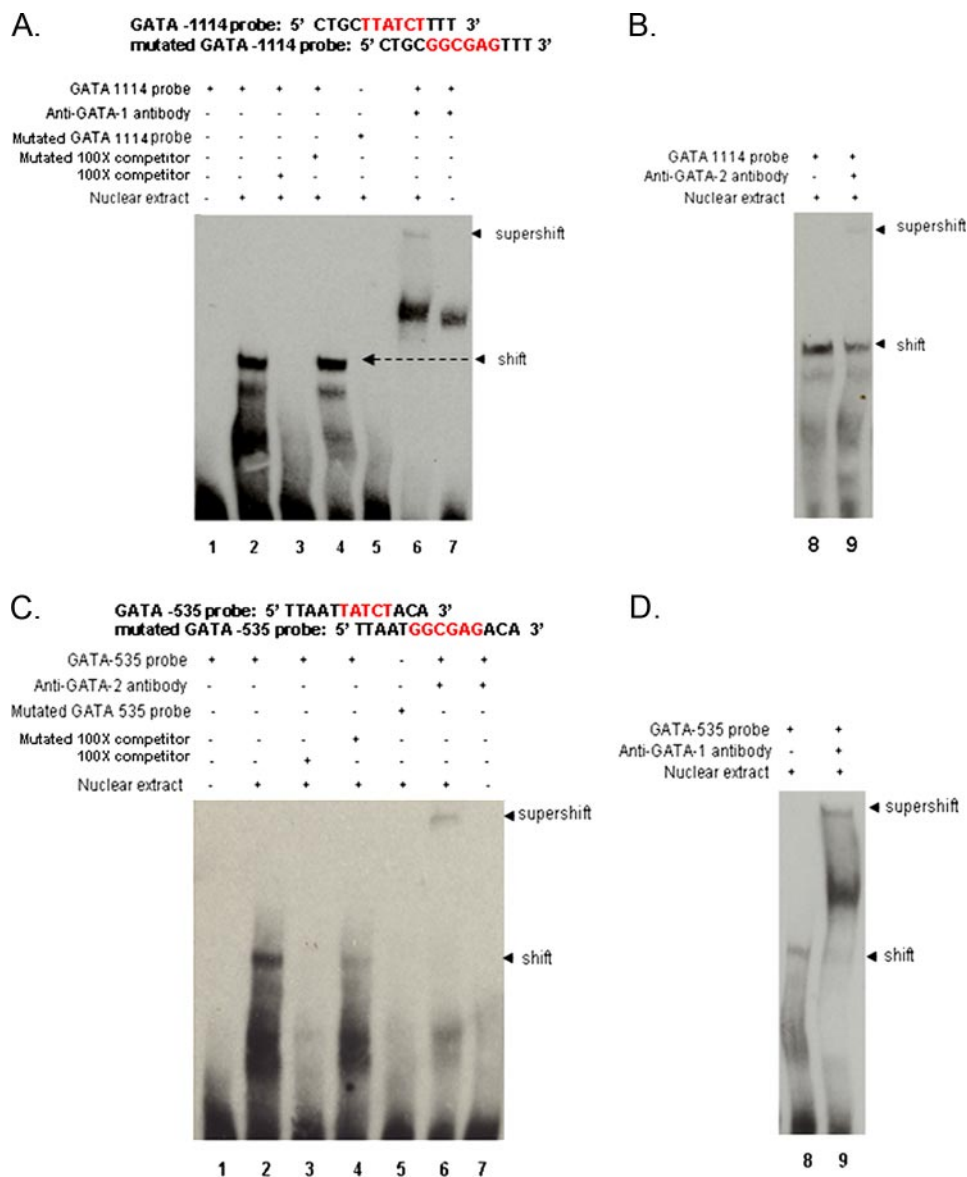 A.
GATA -1114 probe: 5’ CTGCTTATCTTTT 3’
mutated GATA -1114 probe: 5’ CTGCGGCGAGTTT 3’
GATA 1114 probe + + + + - + +
Anti-GATA-1 antibody - - - - - + +
Mutated GATA 1114 probe - - - - + - -
Mutated 100X competitor - - - + - - -
100X competitor - - + - - - -
Nuclear extract - + + + + + -
supershift
shift
1 2 3 4 5 6 7
B.
GATA 1114 probe + +
Anti-GATA-2 antibody - +
Nuclear extract + +
supershift
shift
8 9
C.
GATA -535 probe: 5’ TTAATTATCTACA 3’
mutated GATA -535 probe: 5’ TTAATGGCGAGACA 3’
GATA-535 probe + + + + - + +
Anti-GATA-2 antibody - - - - - + +
Mutated GATA 535 probe - - - - + - -
Mutated 100X competitor - - - + - - -
100X competitor - - + - - - -
Nuclear extract - + + + + + -
supershift
shift
1 2 3 4 5 6 7
D.
GATA-535 probe + +
Anti-GATA-1 antibody - +
Nuclear extract + +
supershift
shift
8 9